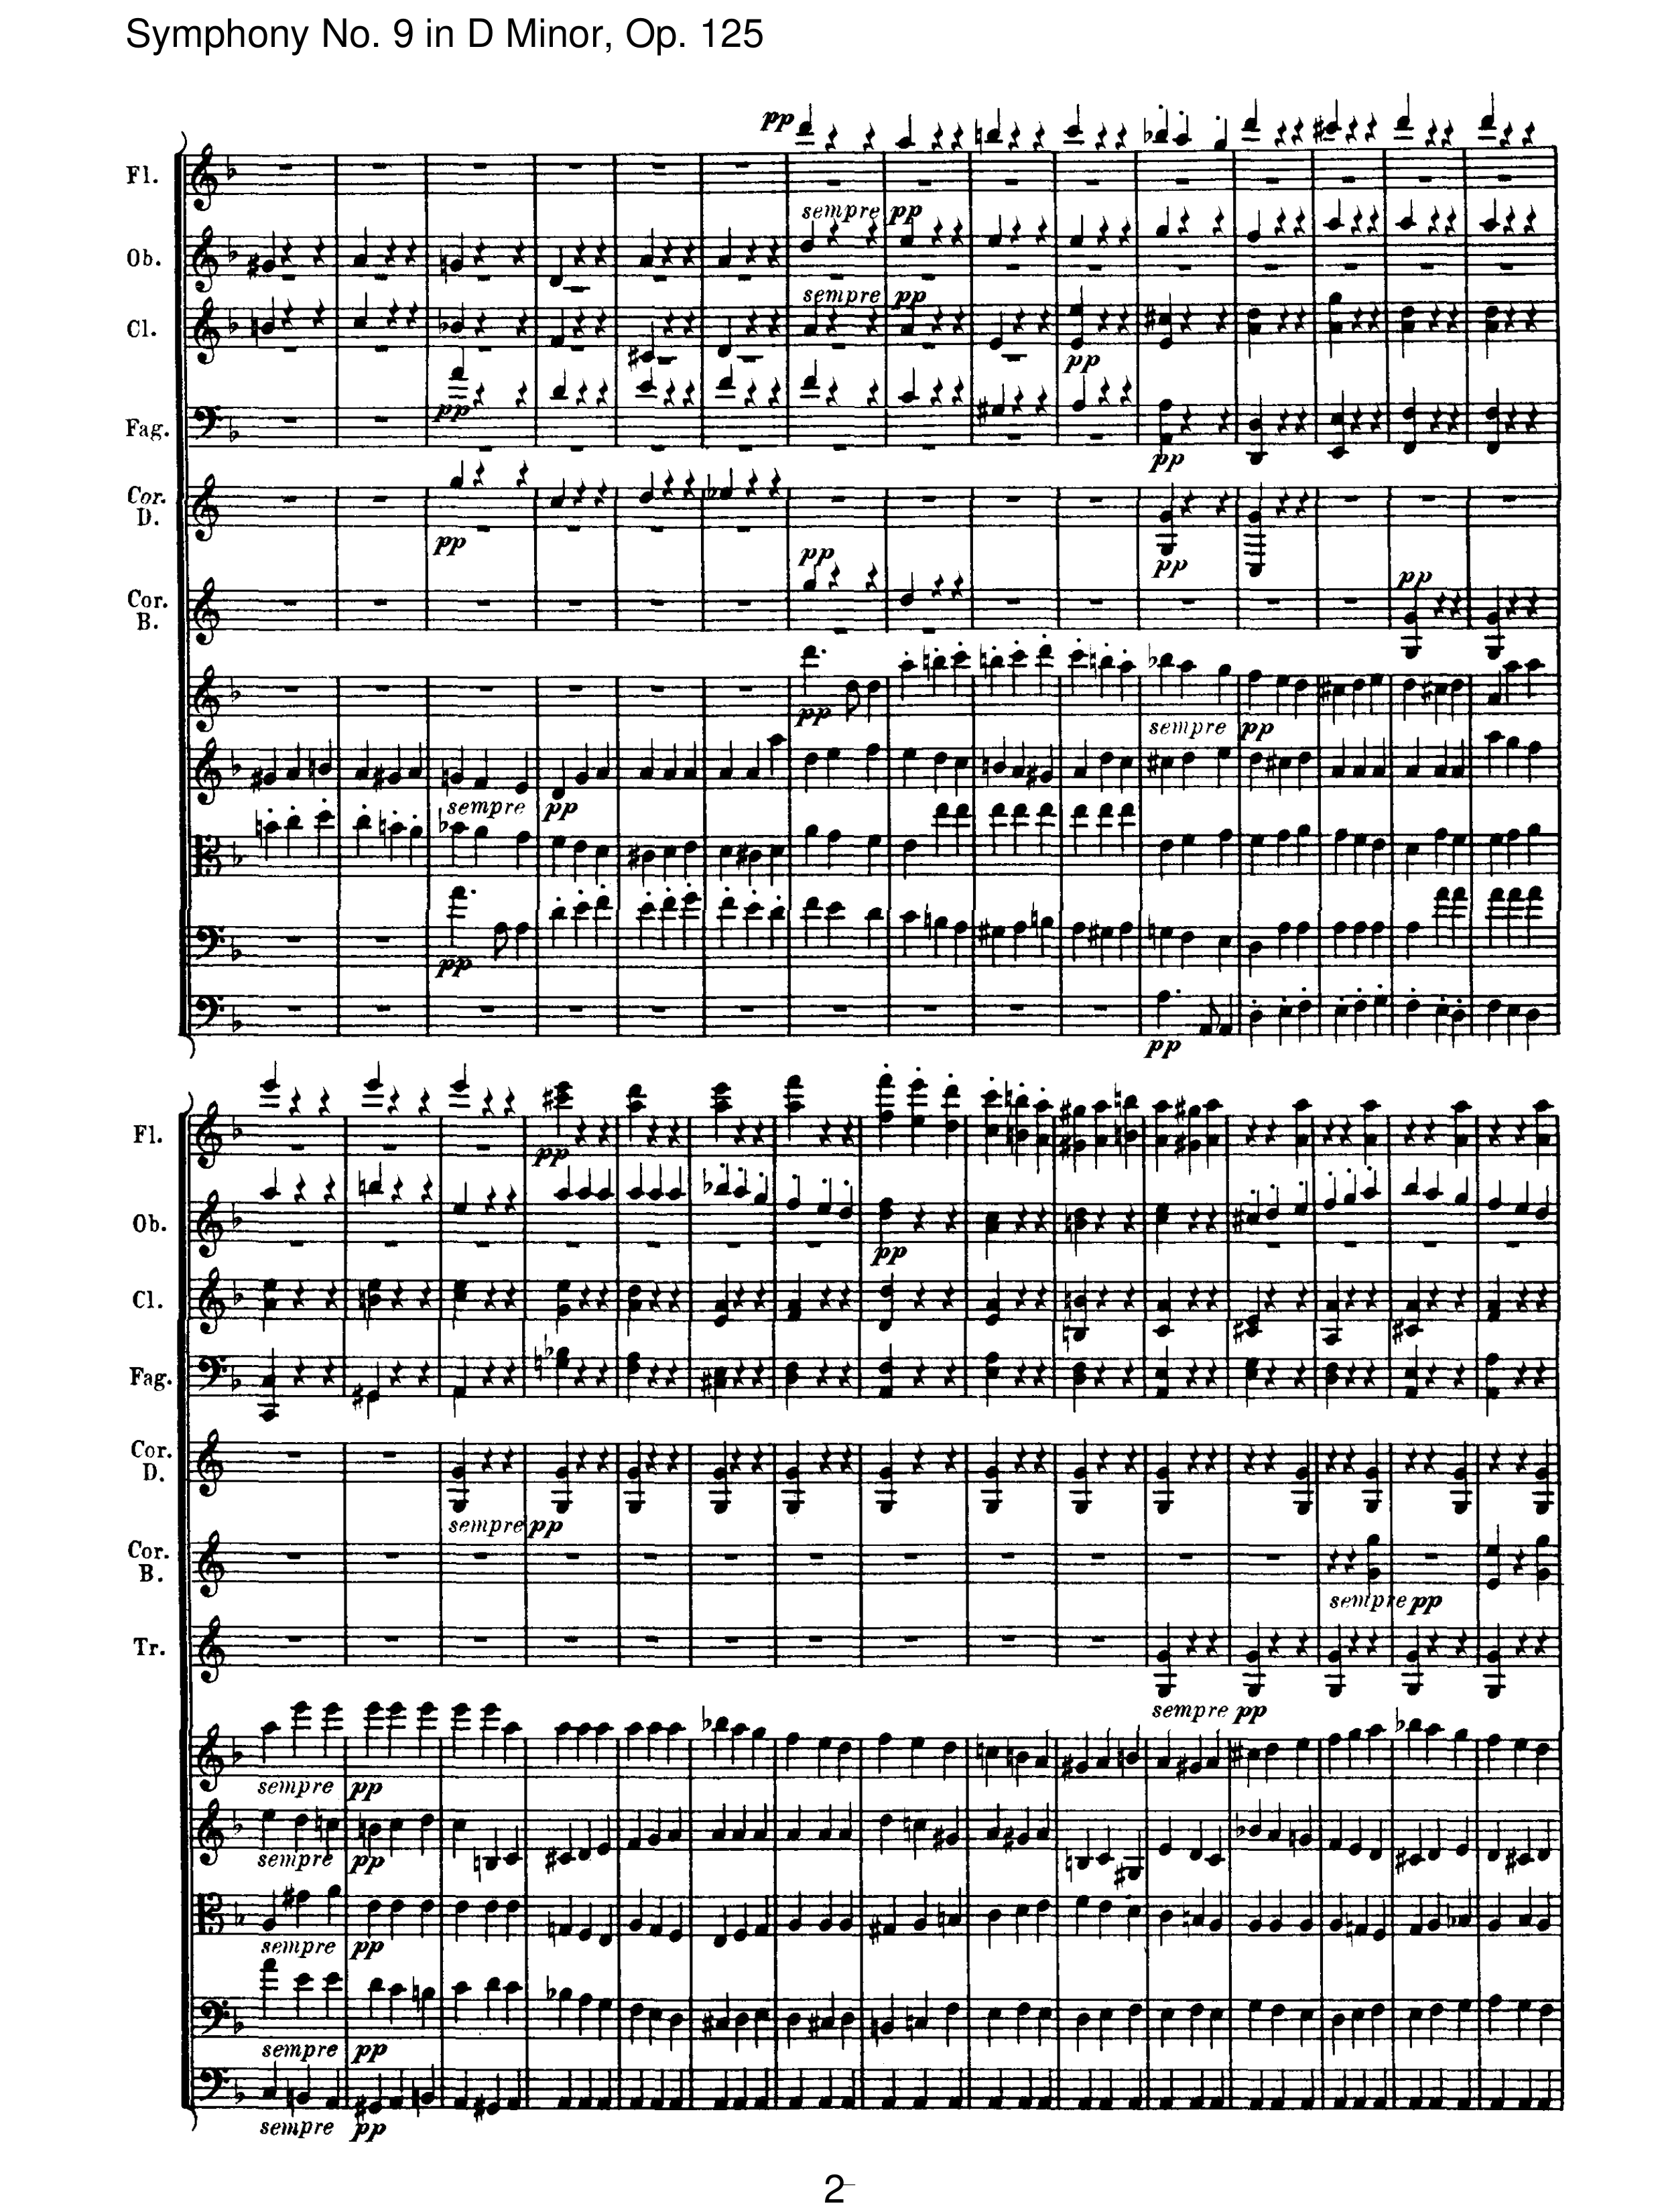 Symphony No. 9 in D Minor, Op. 125
pp
Fl.
sempre pp
Ob.
sempre pp
Cl.
pp
pp
Fag.
pp
Cor. D.
pp
pp
pp
pp
Cor. B.
pp
sempre pp
sempre pp
pp
pp
Fl.
pp
Ob.
pp
Cl.
Fag.
Cor. D.
sempre pp
Cor. B.
sempre pp
Tr.
sempre pp
sempre pp
sempre pp
sempre pp
sempre pp
sempre pp
2